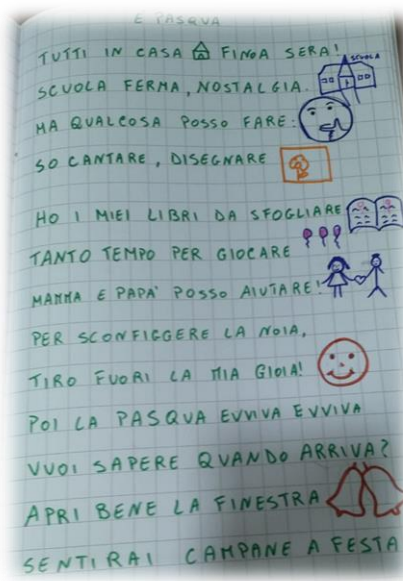 È PASQUA
TUTTI IN CASA FINOA SERA!
SCUOLA FERMA, NOSTALGIA.
SCUOLA
MA QUALCOSA POSSO FARE:
SO CANTARE, DISEGNARE
HO I MIEI LIBRI DA SFOGLIARE
TANTO TEMPO PER GIOCARE
MAMMA E PAPA' POSSO AIUTARE!
PER SCONFIGGERE LA NOIA,
TIRO FUORI LA MIA GIOIA!
POI LA PASQUA EVVIVA EVVIVA
VUOI SAPERE QUANDO ARRIVA?
APRI BENE LA FINESTRA
SENTIRAI CAMPANE A FESTA